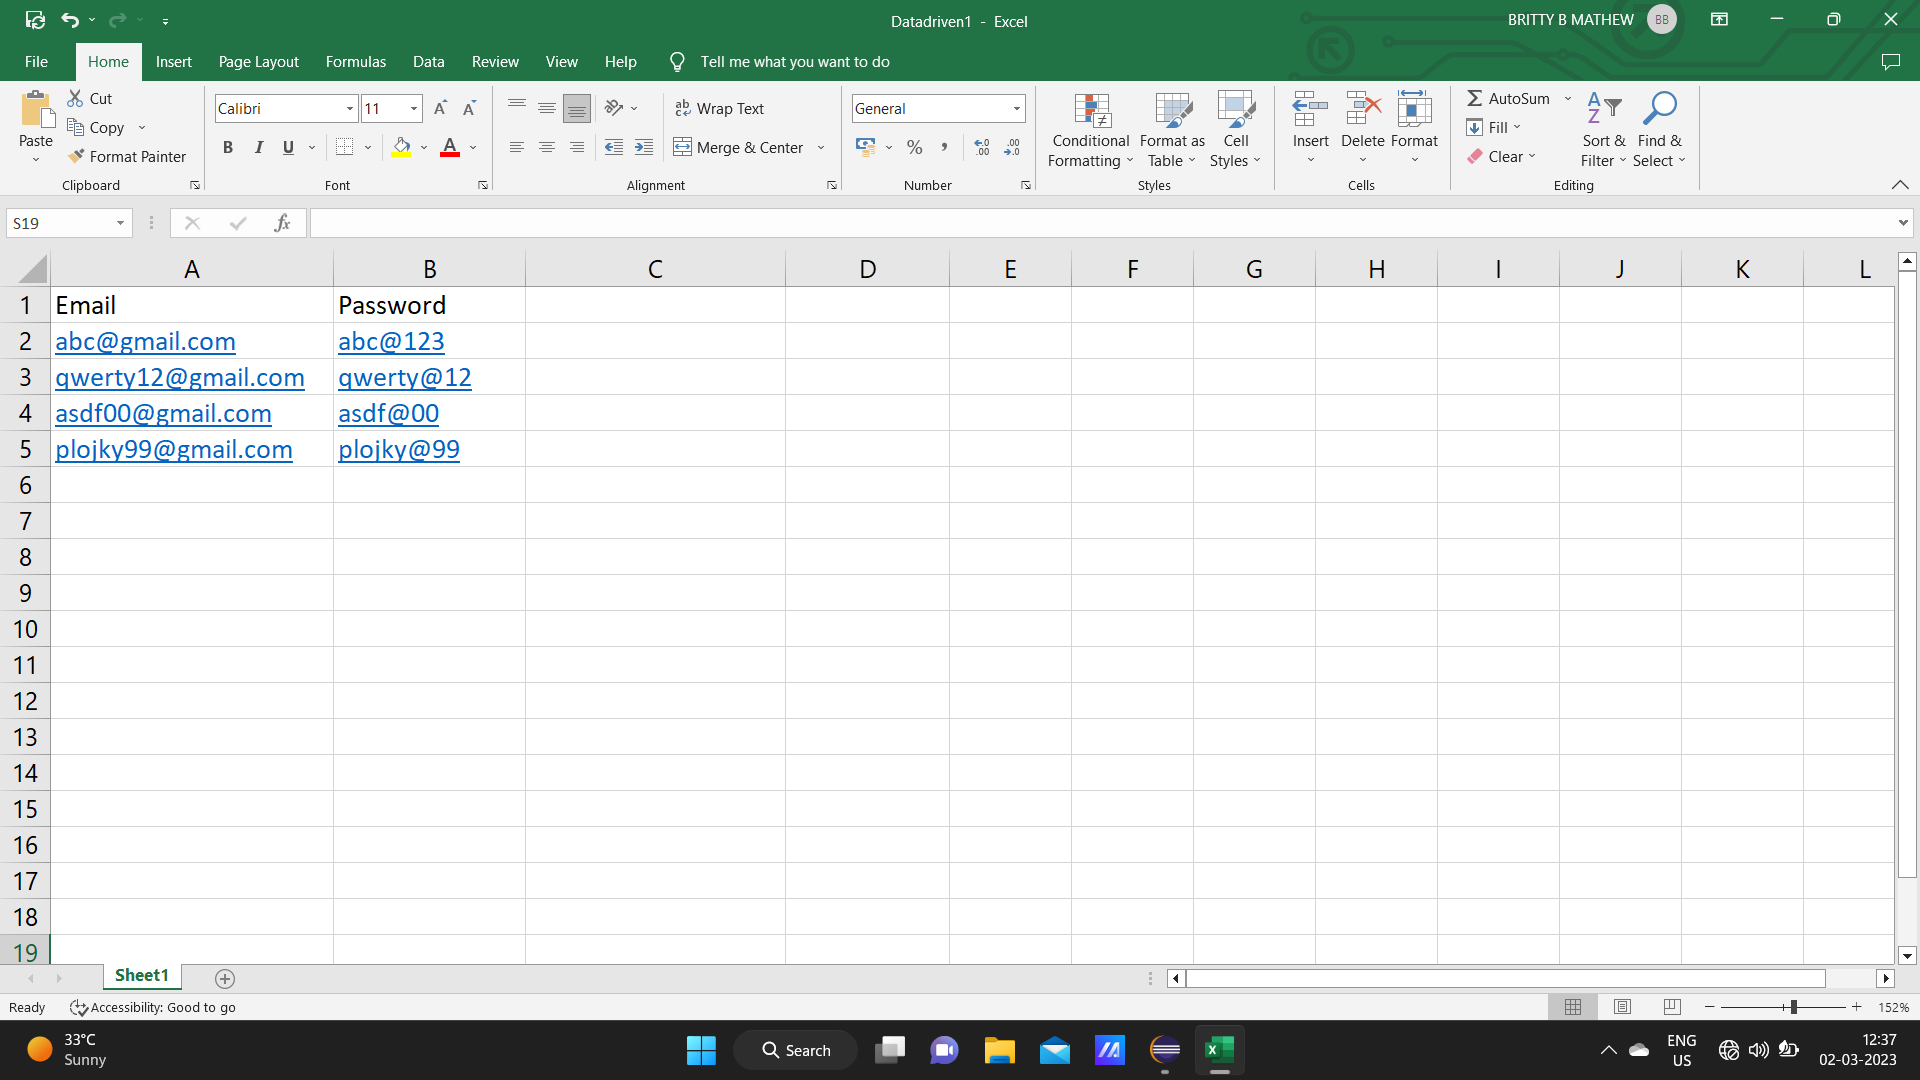 Datadriven1 - Excel
BRITTY B MATHEW BB
File Home Insert Page Layout Formulas Data Review View Help Tell me what you want to do
Paste
Cut
Copy
Format Painter
Clipboard
Calibri 11
B I U A
Font
ab Wrap Text
Merge & Center
Alignment
General
% ,
Number
Conditional Formatting
Format as Table
Cell Styles
Styles
Insert Delete Format
Cells
AutoSum
Fill
Clear
Sort & Filter
Find & Select
Editing
S19 fx
A B C D E F G H I J K L
1 Email Password
2 abc@gmail.com abc@123
3 qwerty12@gmail.com qwerty@12
4 asdf00@gmail.com asdf@00
5 plojky99@gmail.com plojky@99
6
7
8
9
10
11
12
13
14
15
16
17
18
19
Sheet1
Ready Accessibility: Good to go 152%
33°C
Sunny
Search
ENG
US
12:37
02-03-2023